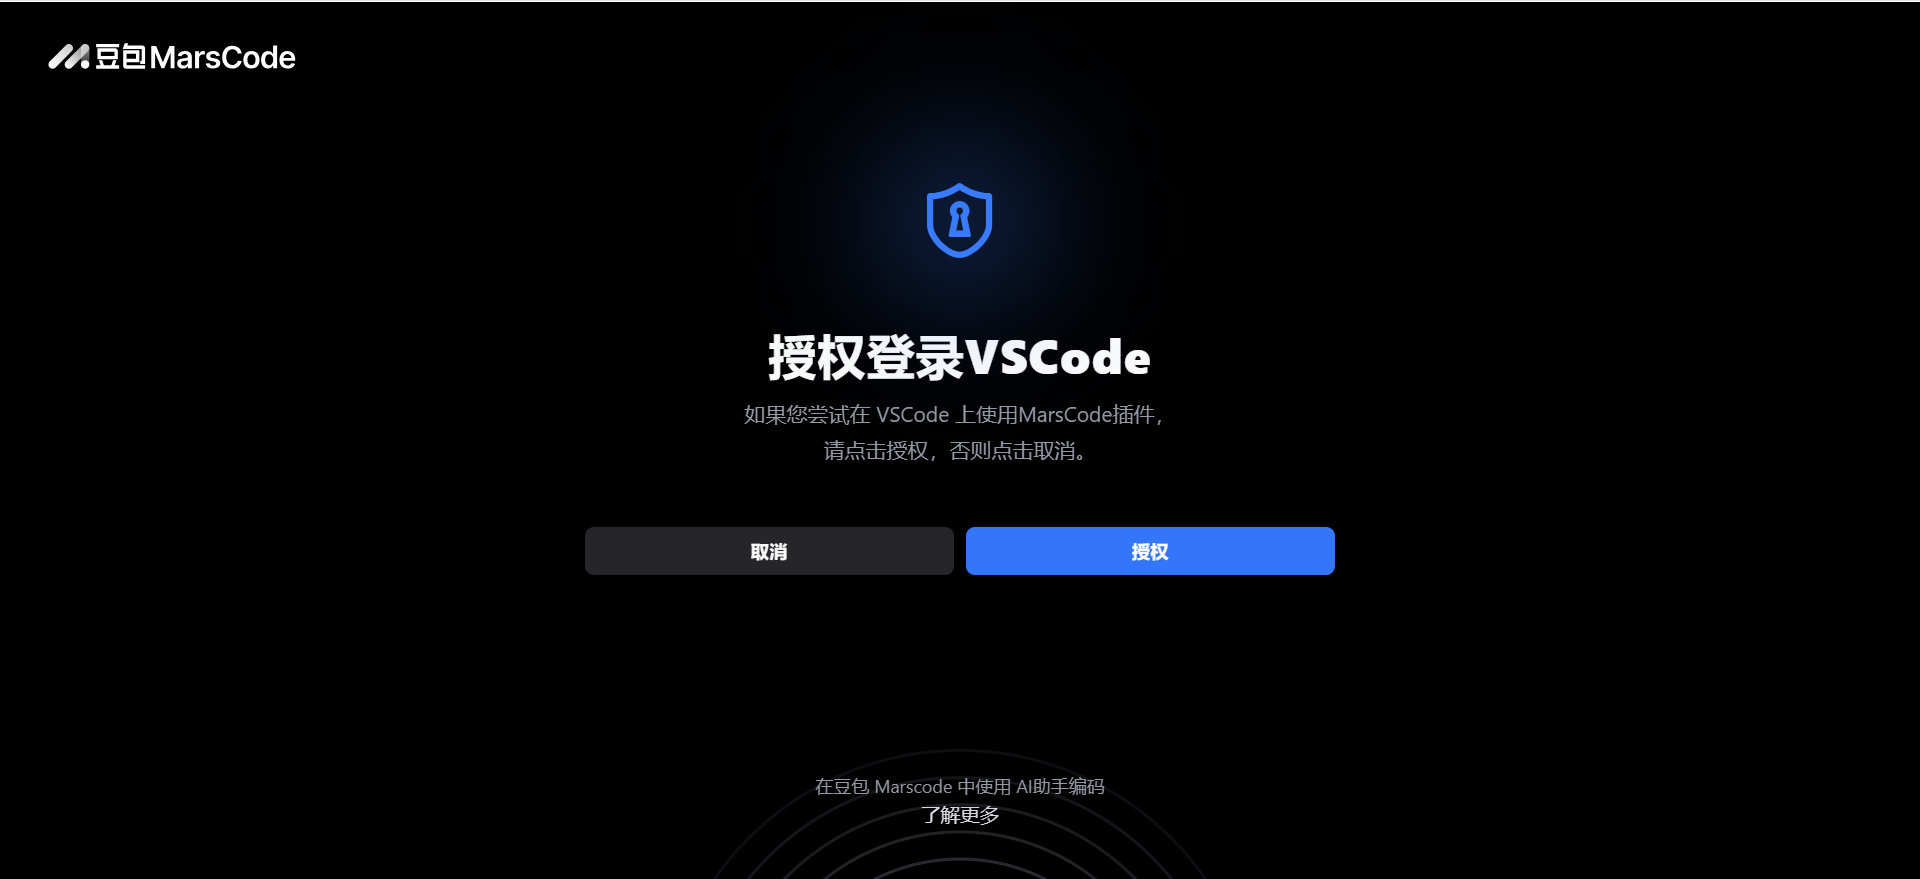 豆包MarsCode
授权登录VSCode
如果您尝试在 VSCode 上使用MarsCode插件，
请点击授权，否则点击取消。
取消
授权
在豆包 Marscode 中使用 AI助手编码
了解更多